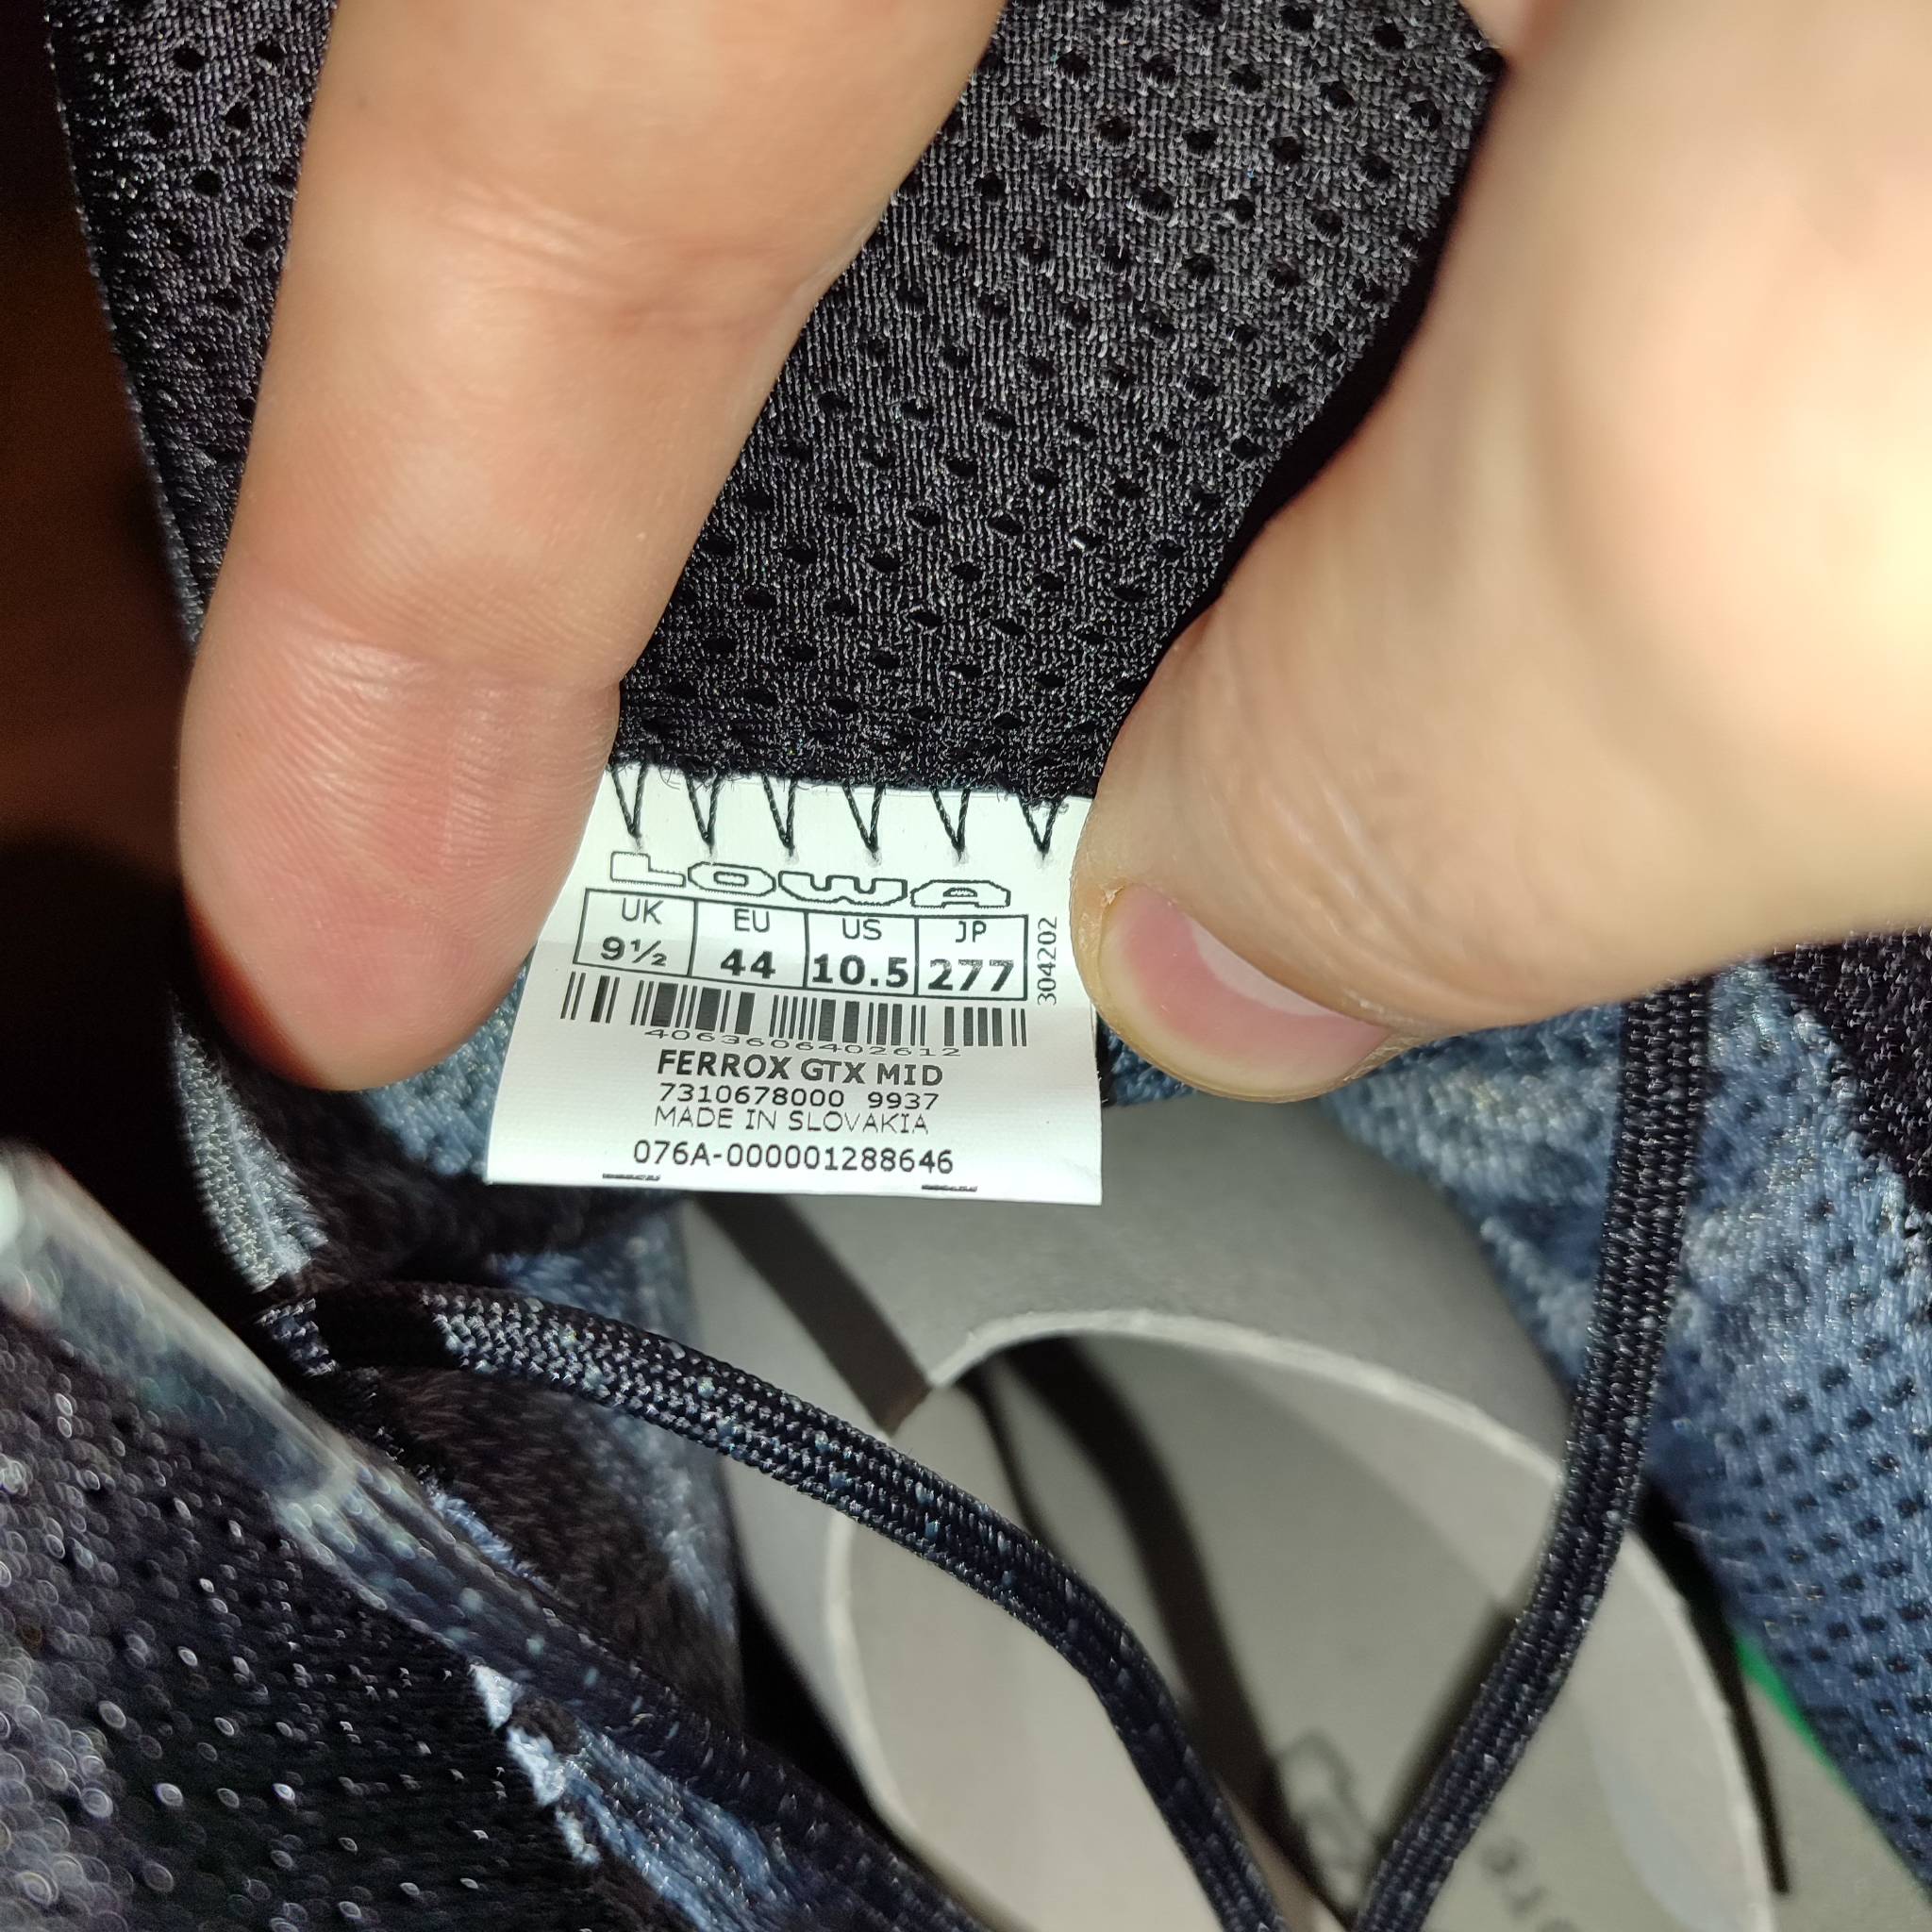 LOWA
UK EU US JP
9½ 44 10.5 277
304202
4063606402612
FERROX GTX MID
7310678000 9937
MADE IN SLOVAKIA
076A-000001288646